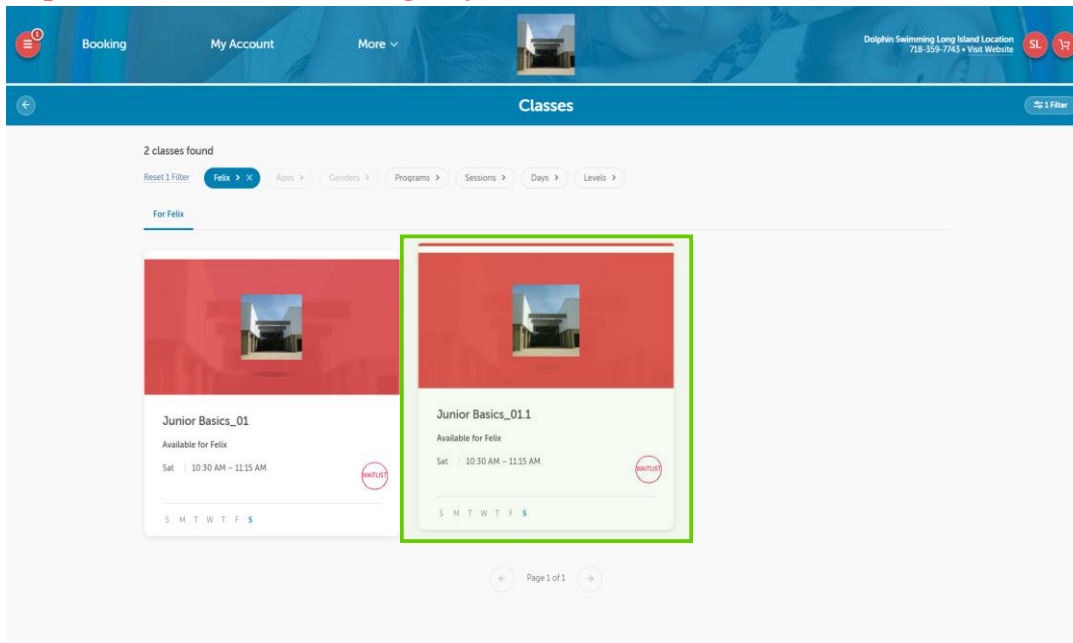 1
Booking
My Account
More
Dolphin Swimming Long Island Location
718-359-7743 • Visit Website
SL
Classes
1 Filter
2 classes found
Reset 1 Filter
Felix > X
Ages >
Genders >
Programs >
Sessions >
Days >
Levels >
For Felix
Junior Basics_01
Available for Felix
Sat | 10:30 AM – 11:15 AM
WAITLIST
S M T W T F S
Junior Basics_01.1
Available for Felix
Sat | 10:30 AM – 11:15 AM
WAITLIST
S M T W T F S
Page 1 of 1